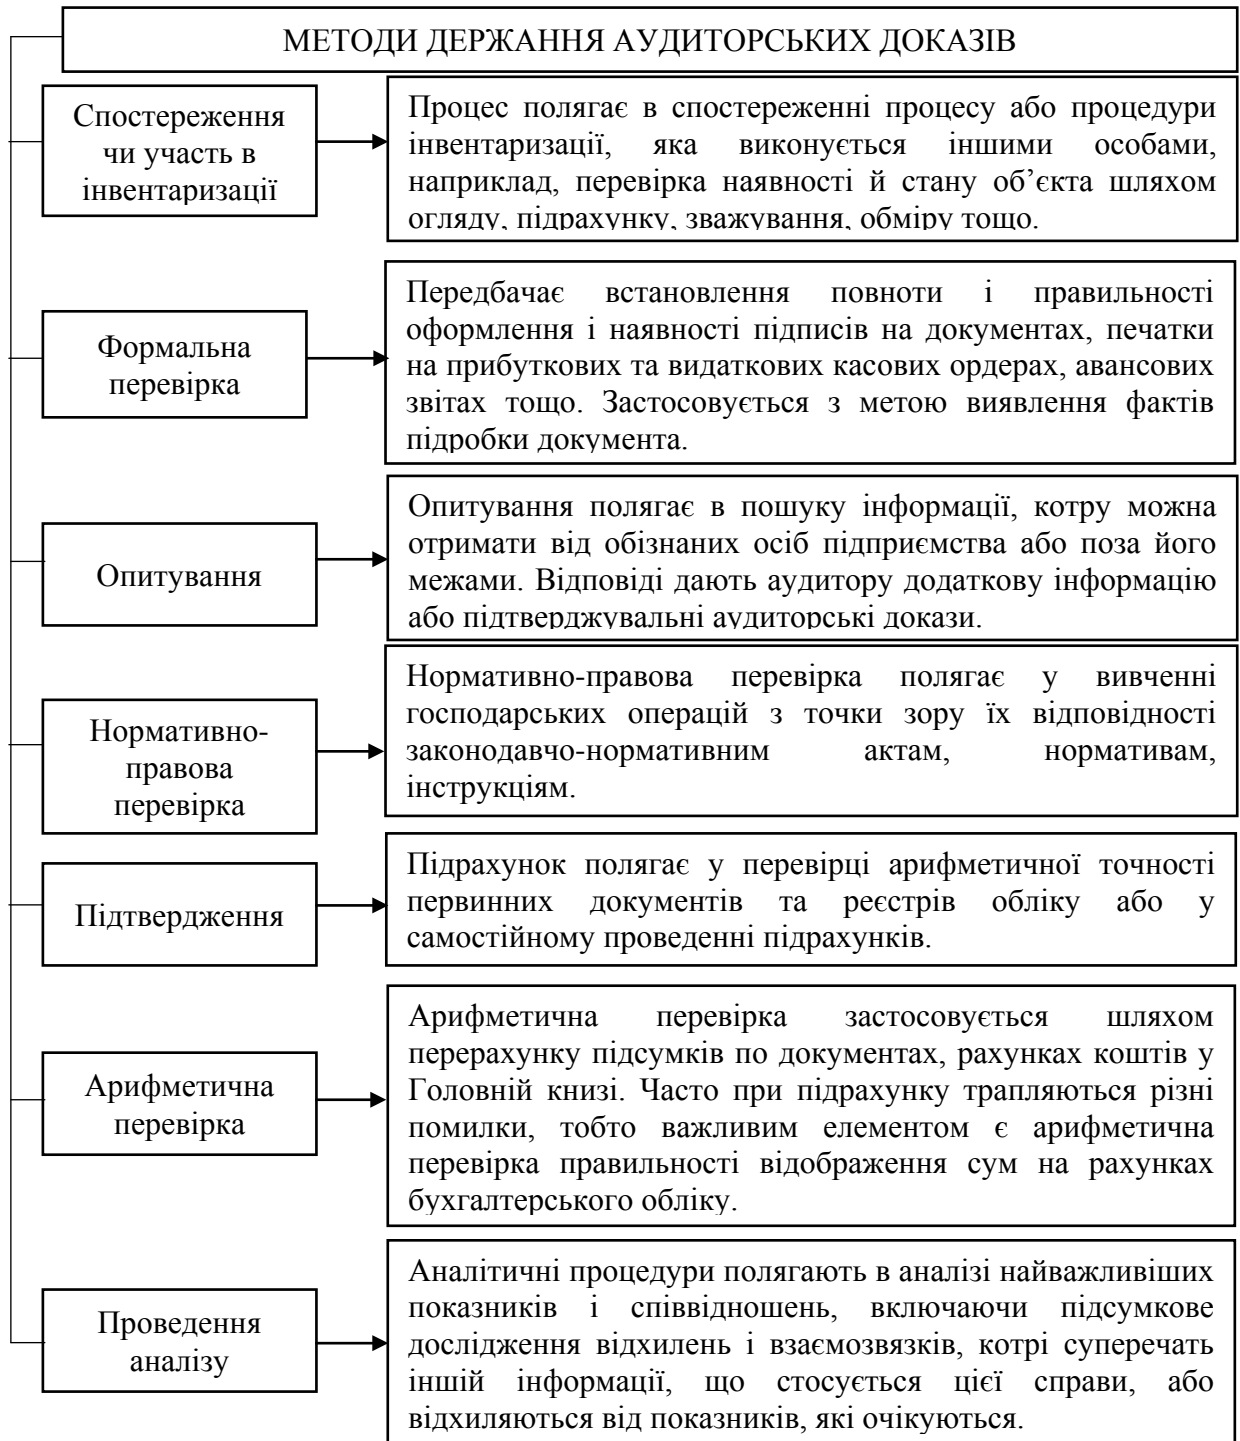 МЕТОДИ ДЕРЖАННЯ АУДИТОРСЬКИХ ДОКАЗІВ
Спостереження
чи участь в
інвентаризації
Процес полягає в спостереженні процесу або процедури
інвентаризації, яка виконується іншими особами,
наприклад, перевірка наявності й стану об’єкта шляхом
огляду, підрахунку, зважування, обміру тощо.
Формальна
перевірка
Передбачає встановлення повноти і правильності
оформлення і наявності підписів на документах, печатки
на прибуткових та видаткових касових ордерах, авансових
звітах тощо. Застосовується з метою виявлення фактів
підробки документа.
Опитування
Опитування полягає в пошуку інформації, котру можна
отримати від обізнаних осіб підприємства або поза його
межами. Відповіді дають аудитору додаткову інформацію
або підтверджувальні аудиторські докази.
Нормативно-
правова
перевірка
Нормативно-правова перевірка полягає у вивченні
господарських операцій з точки зору їх відповідності
законодавчо-нормативним актам, нормативам,
інструкціям.
Підтвердження
Підрахунок полягає у перевірці арифметичної точності
первинних документів та реєстрів обліку або у
самостійному проведенні підрахунків.
Арифметична
перевірка
Арифметична перевірка застосовується шляхом
перерахунку підсумків по документах, рахунках коштів у
Головній книзі. Часто при підрахунку трапляються різні
помилки, тобто важливим елементом є арифметична
перевірка правильності відображення сум на рахунках
бухгалтерського обліку.
Проведення
аналізу
Аналітичні процедури полягають в аналізі найважливіших
показників і співвідношень, включаючи підсумкове
дослідження відхилень і взаємозвязків, котрі суперечать
іншій інформації, що стосується цієї справи, або
відхиляються від показників, які очікуються.